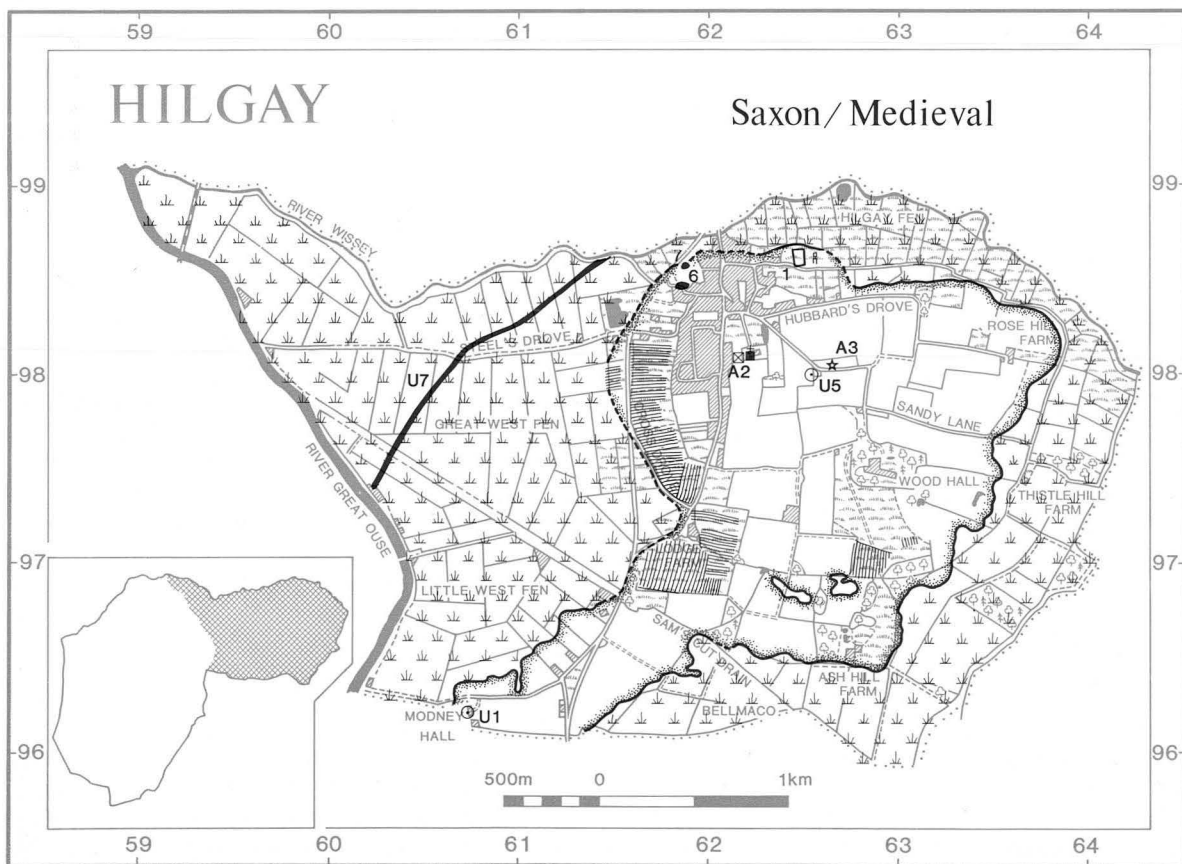 59 60 61 62 63 64
HILGAY
Saxon/Medieval
99
99
RIVER WISSEY
HILGAY FEN
1
6
HUBBARD'S DROVE
ROSE HILL
FARM
STEEL'S DROVE
A3
98
A2
98
U7
U5
GREAT WEST FEN
SANDY LANE
WOOD HALL
RIVER GREAT OUSE
THISTLE HILL
FARM
97
LODGE
FARM
97
LITTLE WEST FEN
SAM'S CUT DRAIN
ASH HILL
FARM
MODNEY
HALL
U1
BELLMACO
96
96
500m 0 1km
59 60 61 62 63 64